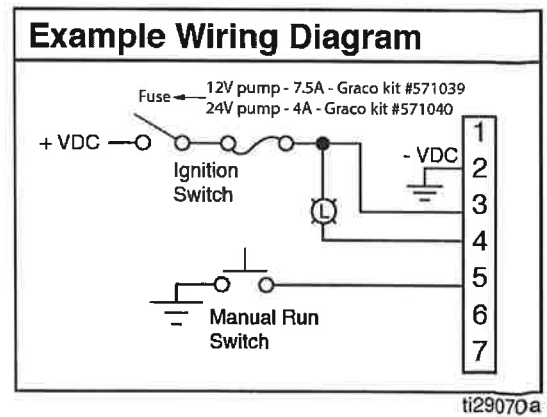 Example Wiring Diagram
12V pump - 7.5A - Graco kit #571039
Fuse
24V pump - 4A - Graco kit #571040
+ VDC
Ignition
Switch
- VDC
L
1
2
3
4
5
6
7
Manual Run
Switch
ti29070a